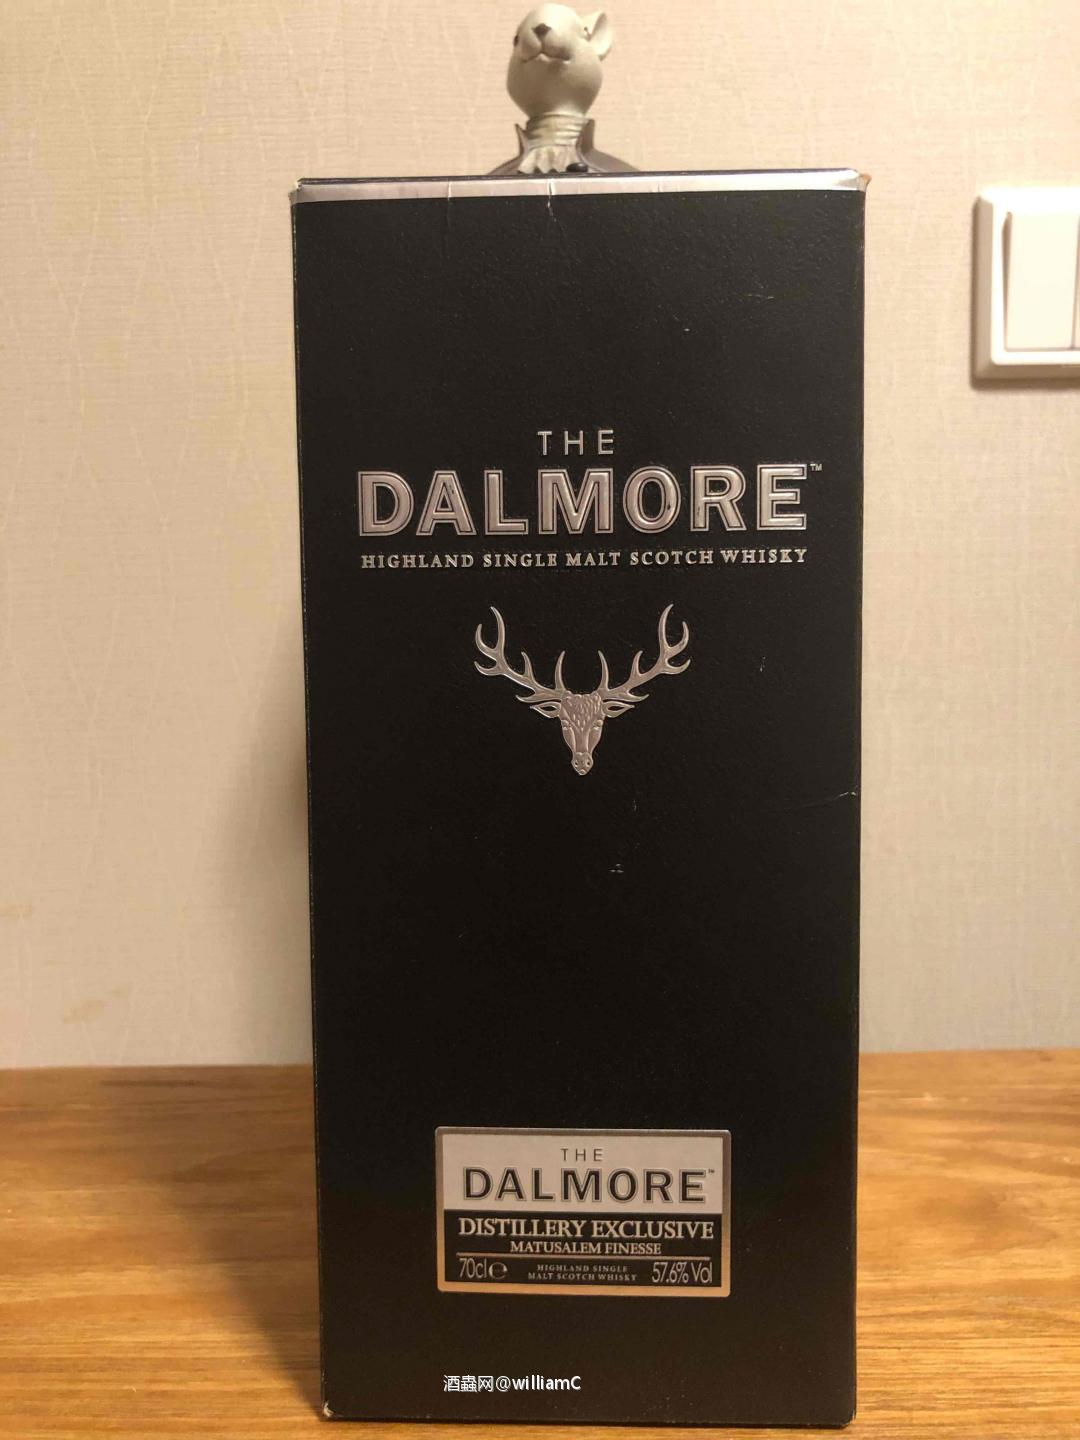 THE
DALMORE™
HIGHLAND SINGLE MALT SCOTCH WHISKY
THE
DALMORE™
DISTILLERY EXCLUSIVE
MATUSALEM FINESSE
70cl℮ HIGHLAND SINGLE MALT SCOTCH WHISKY 57.6% Vol
酒蟲网@williamC